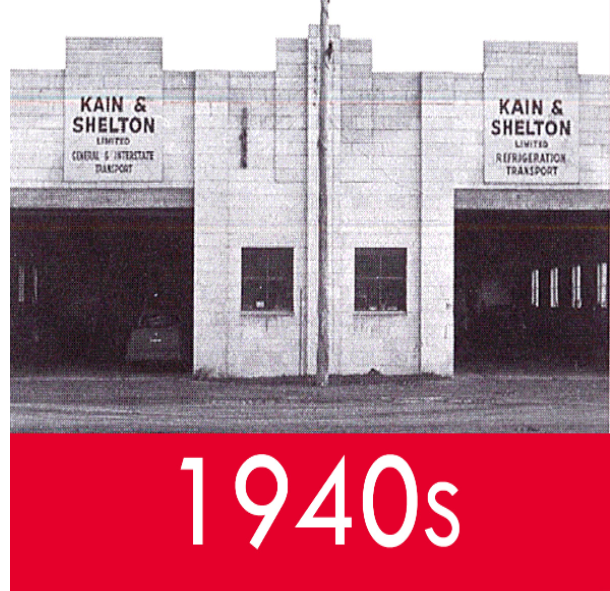 KAIN &
SHELTON
LIMITED
GENERAL & INTERSTATE
TRANSPORT
KAIN &
SHELTON
LIMITED
REFRIGERATION
TRANSPORT
1940s